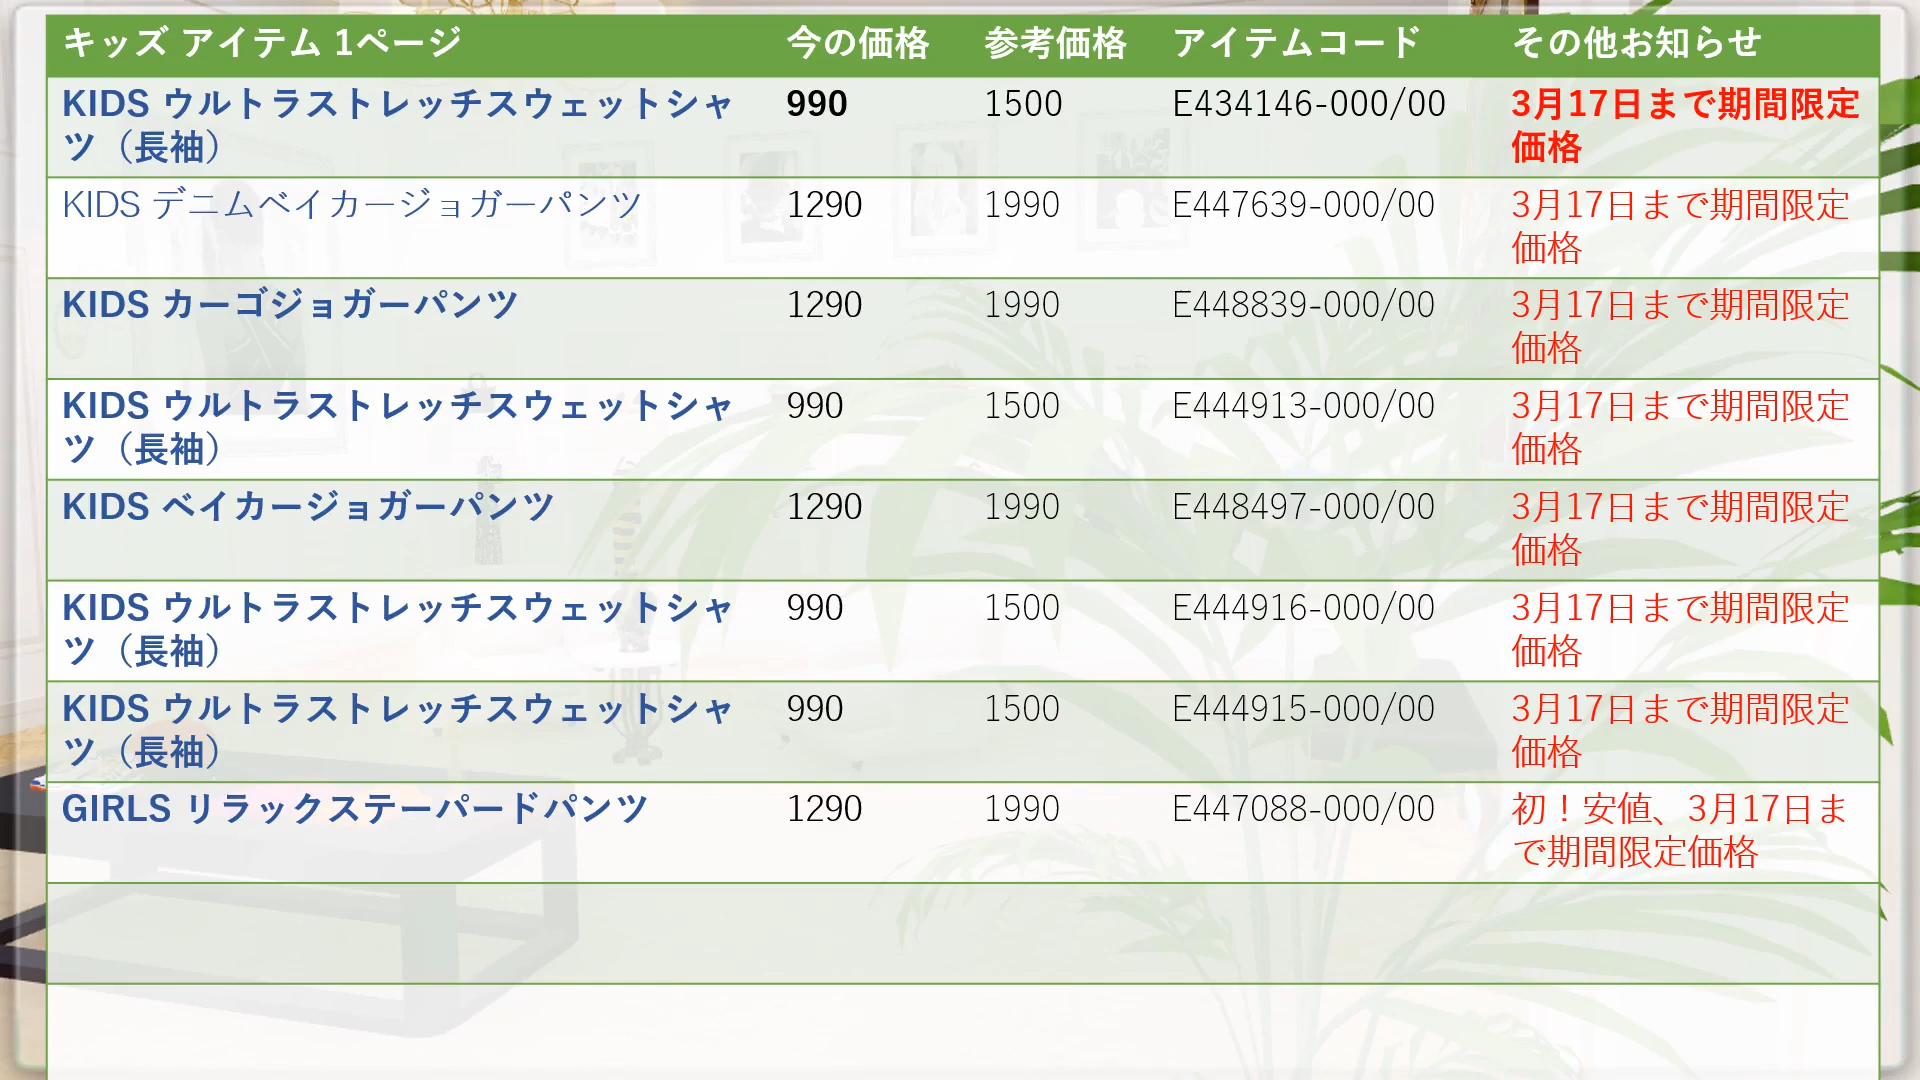 キッズ アイテム 1ページ 今の価格 参考価格 アイテムコード その他お知らせ
KIDS ウルトラストレッチスウェットシャ 990 1500 E434146-000/00 3月17日まで期間限定
ツ（長袖） 価格
KIDS デニムベイカージョガーパンツ 1290 1990 E447639-000/00 3月17日まで期間限定
価格
KIDS カーゴジョガーパンツ 1290 1990 E448839-000/00 3月17日まで期間限定
価格
KIDS ウルトラストレッチスウェットシャ 990 1500 E444913-000/00 3月17日まで期間限定
ツ（長袖） 価格
KIDS ベイカージョガーパンツ 1290 1990 E448497-000/00 3月17日まで期間限定
価格
KIDS ウルトラストレッチスウェットシャ 990 1500 E444916-000/00 3月17日まで期間限定
ツ（長袖） 価格
KIDS ウルトラストレッチスウェットシャ 990 1500 E444915-000/00 3月17日まで期間限定
ツ（長袖） 価格
GIRLS リラックステーパードパンツ 1290 1990 E447088-000/00 初！安値、3月17日ま
で期間限定価格